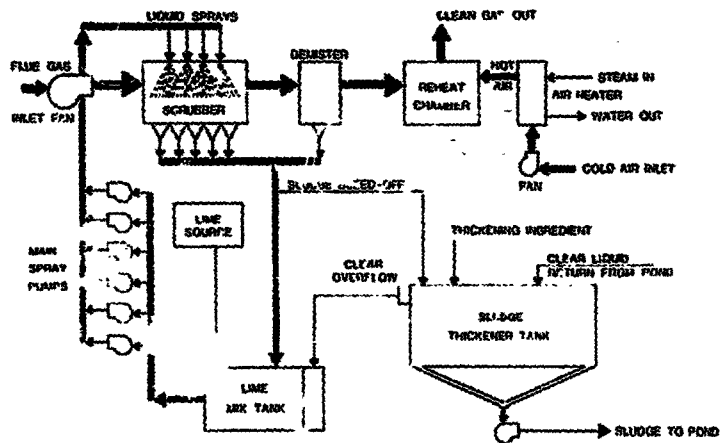 LIQUID SPRAYS
CLEAN GAS OUT
FLUE GAS
DEMISTER
HOT
AIR
STEAM IN
AIR HEATER
WATER OUT
REHEAT
CHAMBER
SCRUBBER
INLET FAN
COLD AIR INLET
FAN
SLUDGE BLEED-OFF
LIME
SOURCE
THICKENING INGREDIENT
MAIN
SPRAY
PUMPS
CLEAR
OVERFLOW
CLEAR LIQUID
RETURN FROM POND
SLUDGE
THICKENER TANK
LIME
MIX TANK
SLUDGE TO POND